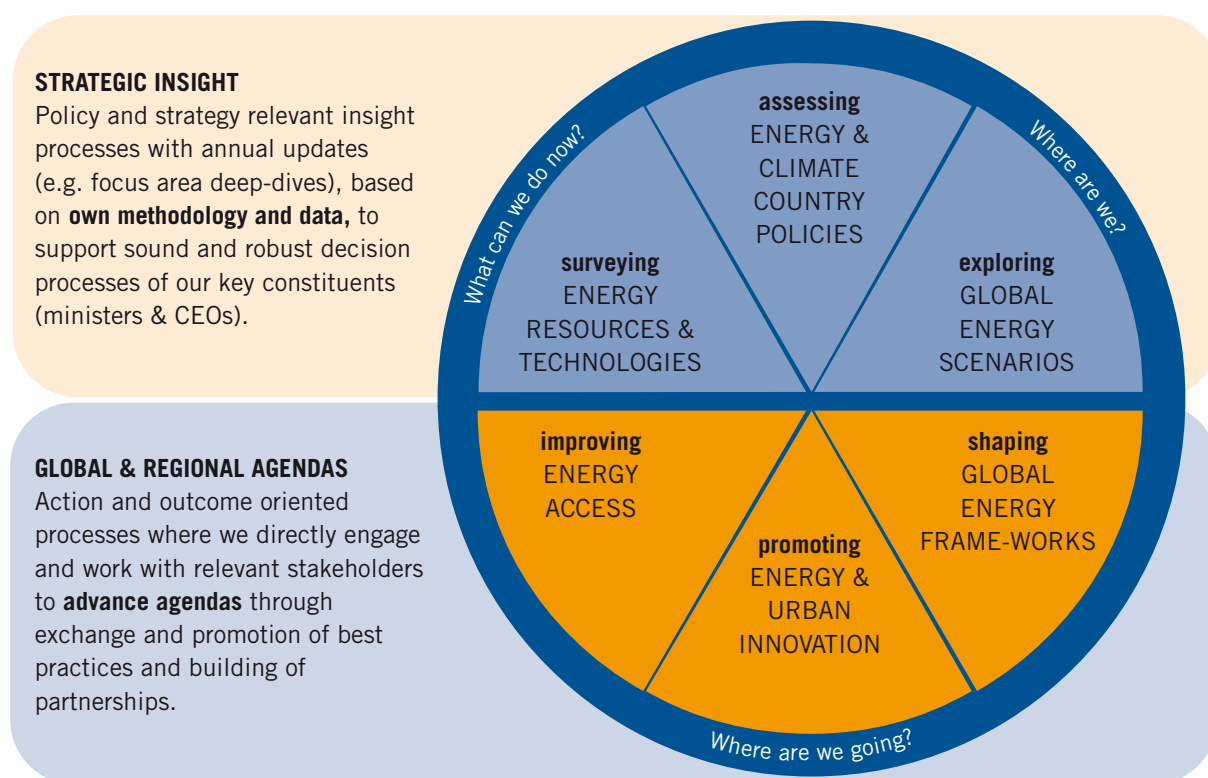 STRATEGIC INSIGHT
Policy and strategy relevant insight
processes with annual updates
(e.g. focus area deep-dives), based
on own methodology and data, to
support sound and robust decision
processes of our key constituents
(ministers & CEOs).
GLOBAL & REGIONAL AGENDAS
Action and outcome oriented
processes where we directly engage
and work with relevant stakeholders
to advance agendas through
exchange and promotion of best
practices and building of
partnerships.
What can we do now?
Where are we?
assessing
ENERGY &
CLIMATE
COUNTRY
POLICIES
surveying
ENERGY
RESOURCES &
TECHNOLOGIES
exploring
GLOBAL
ENERGY
SCENARIOS
improving
ENERGY
ACCESS
promoting
ENERGY &
URBAN
INNOVATION
shaping
GLOBAL
ENERGY
FRAME-WORKS
Where are we going?